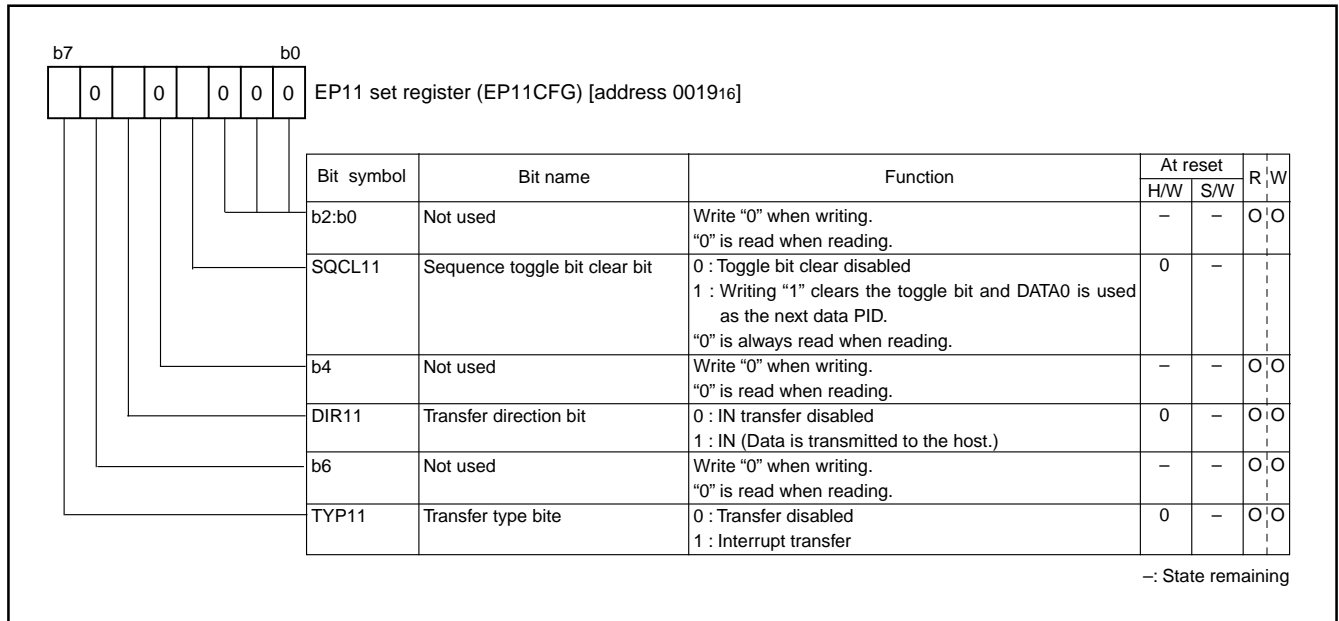 b7 b0
0 0 0 0 0 EP11 set register (EP11CFG) [address 001916]
Bit symbol Bit name Function At reset R W
H/W S/W
b2:b0 Not used Write “0” when writing. – – O O
“0” is read when reading.
SQCL11 Sequence toggle bit clear bit 0 : Toggle bit clear disabled 0 –
1 : Writing “1” clears the toggle bit and DATA0 is used
as the next data PID.
“0” is always read when reading.
b4 Not used Write “0” when writing. – – O O
“0” is read when reading.
DIR11 Transfer direction bit 0 : IN transfer disabled 0 – O O
1 : IN (Data is transmitted to the host.)
b6 Not used Write “0” when writing. – – O O
“0” is read when reading.
TYP11 Transfer type bite 0 : Transfer disabled 0 – O O
1 : Interrupt transfer
–: State remaining